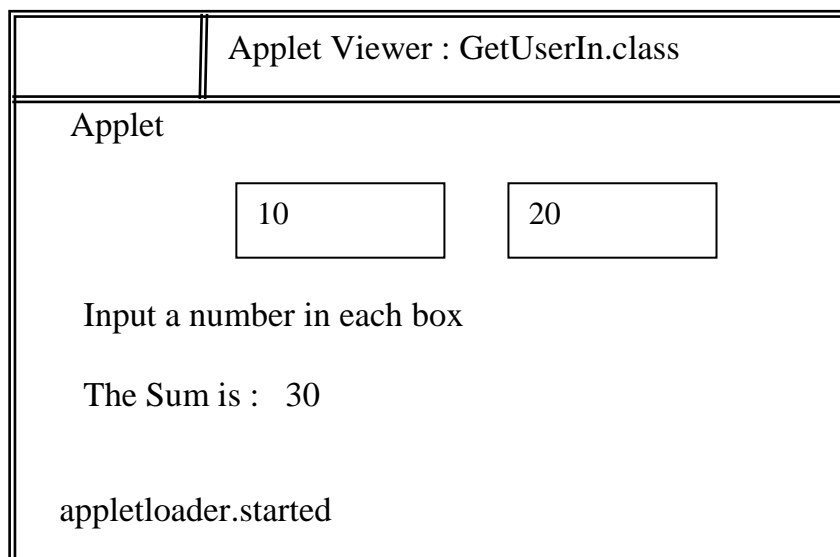 Applet Viewer : GetUserIn.class
Applet
10 20
Input a number in each box
The Sum is : 30
appletloader.started